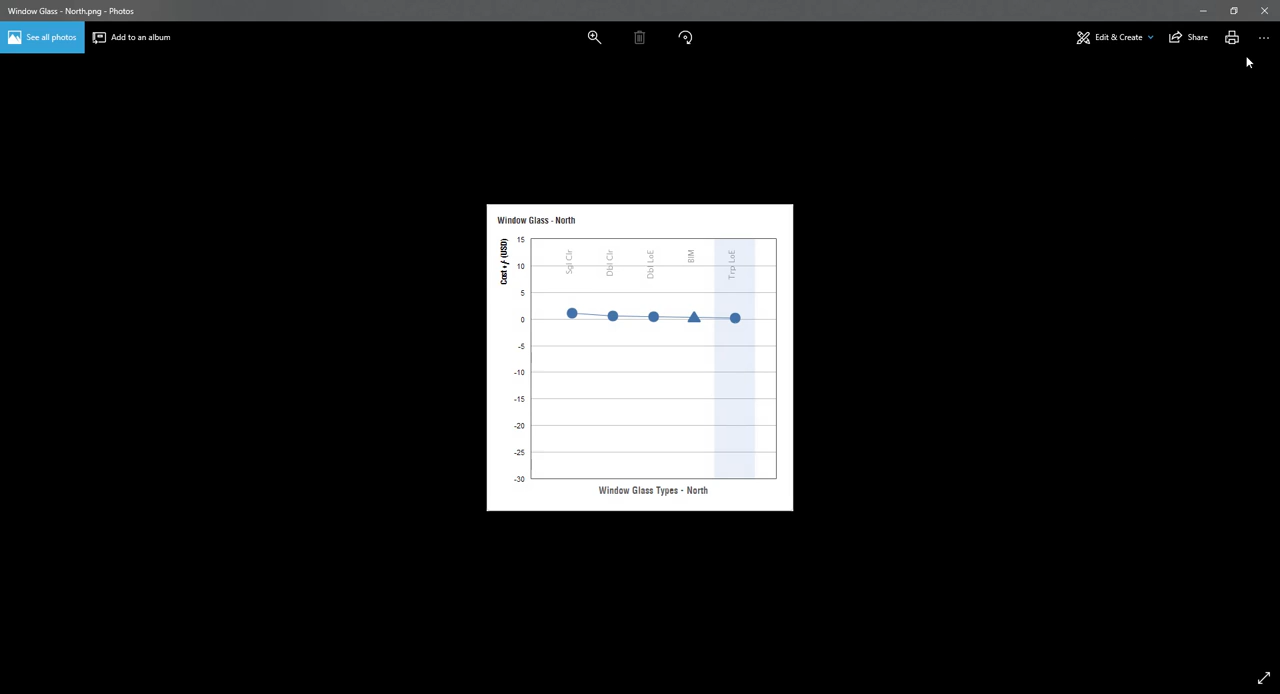 Window Glass - North.png - Photos
See all photos
Add to an album
Edit & Create
Share
Window Glass - North
Cost • / (USD)
15
10
5
0
-5
-10
-15
-20
-25
-30
Sgl Clr
Dbl Clr
Dbl LoE
BIM
Trp LoE
Window Glass Types - North